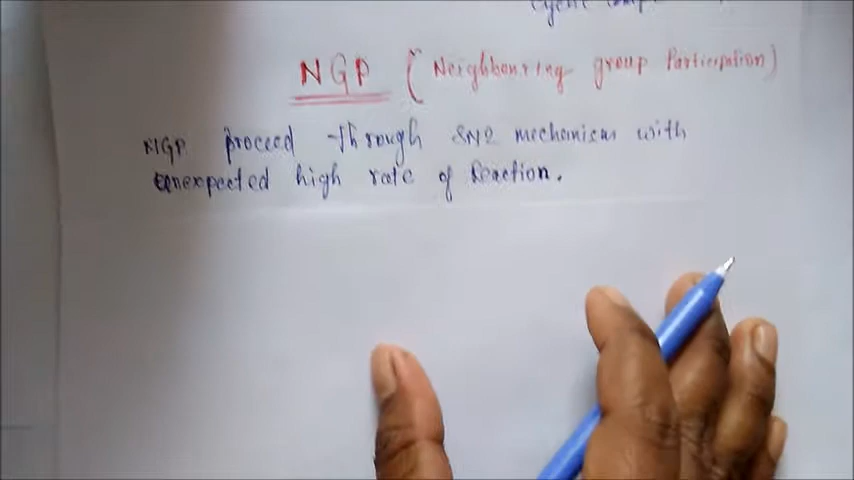 NGP (Neighbouring group Participation)
NGP proceed through SN2 mechanism with
unexpected high rate of Reaction.